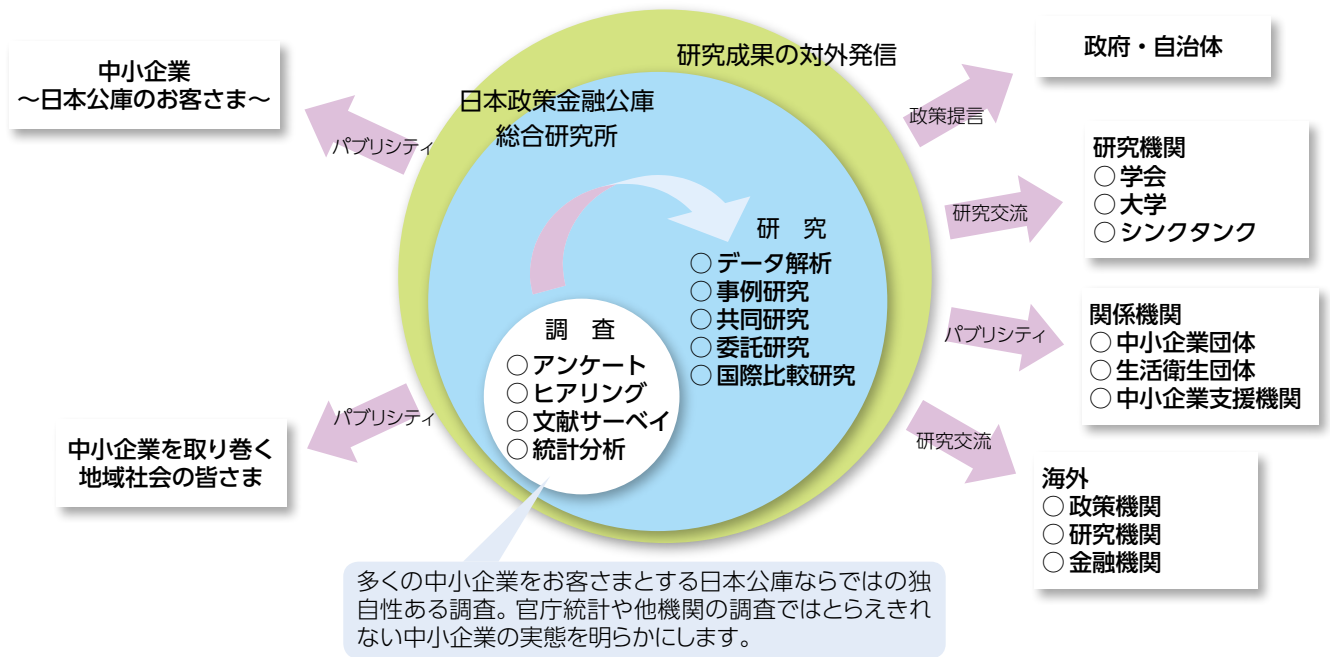 中小企業
～日本公庫のお客さま～
パブリシティ
中小企業を取り巻く
地域社会の皆さま
パブリシティ
研究成果の対外発信
日本政策金融公庫
総合研究所
研　究
○ データ解析
○ 事例研究
○ 共同研究
○ 委託研究
○ 国際比較研究
調　査
○ アンケート
○ ヒアリング
○ 文献サーベイ
○ 統計分析
多くの中小企業をお客さまとする日本公庫ならではの独
自性ある調査。官庁統計や他機関の調査ではとらえきれ
ない中小企業の実態を明らかにします。
政策提言
政府・自治体
研究交流
研究機関
○ 学会
○ 大学
○ シンクタンク
パブリシティ
関係機関
○ 中小企業団体
○ 生活衛生団体
○ 中小企業支援機関
研究交流
海外
○ 政策機関
○ 研究機関
○ 金融機関